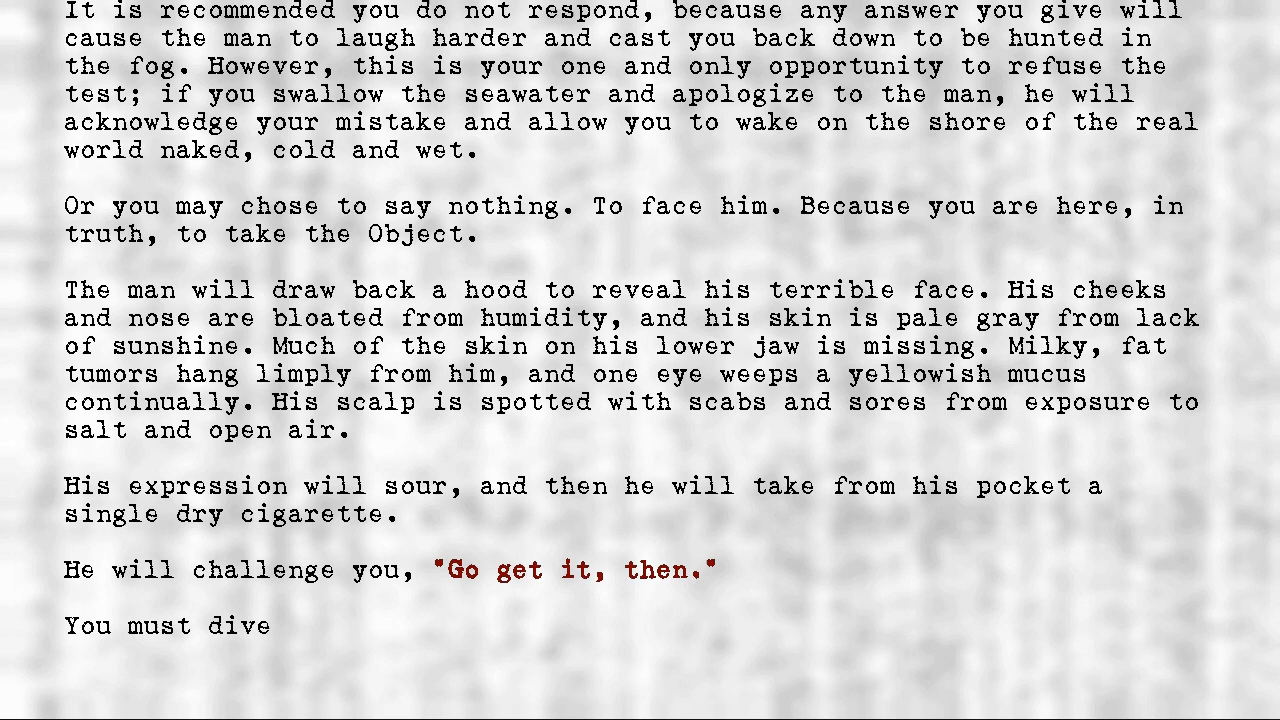 It is recommended you do not respond, because any answer you give will
cause the man to laugh harder and cast you back down to be hunted in
the fog. However, this is your one and only opportunity to refuse the
test; if you swallow the seawater and apologize to the man, he will
acknowledge your mistake and allow you to wake on the shore of the real
world naked, cold and wet.
Or you may chose to say nothing. To face him. Because you are here, in
truth, to take the Object.
The man will draw back a hood to reveal his terrible face. His cheeks
and nose are bloated from humidity, and his skin is pale gray from lack
of sunshine. Much of the skin on his lower jaw is missing. Milky, fat
tumors hang limply from him, and one eye weeps a yellowish mucus
continually. His scalp is spotted with scabs and sores from exposure to
salt and open air.
His expression will sour, and then he will take from his pocket a
single dry cigarette.
He will challenge you, "Go get it, then."
You must dive